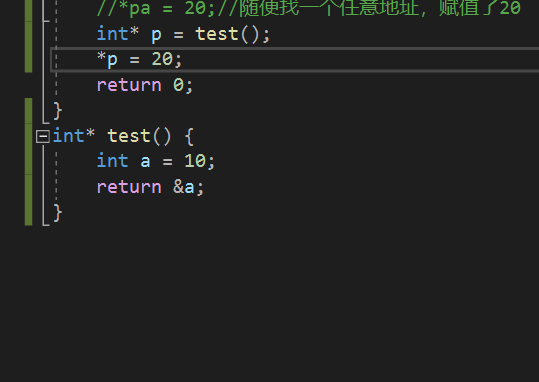 //*pa = 20;//随便找一个任意地址，赋值了20
int* p = test();
*p = 20;
return 0;
}
int* test() {
int a = 10;
return &a;
}